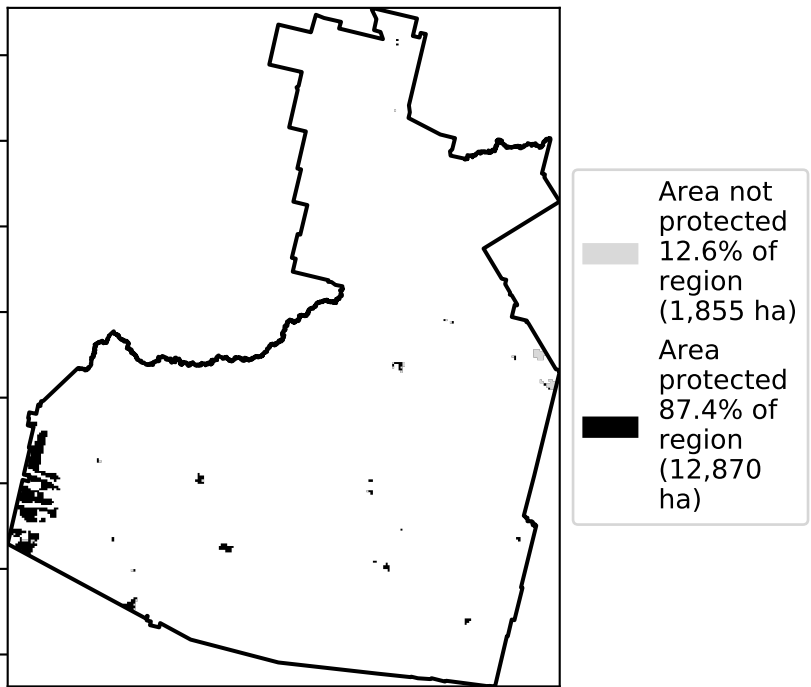 Area not
protected
12.6% of
region
(1,855 ha)
Area
protected
87.4% of
region
(12,870
ha)